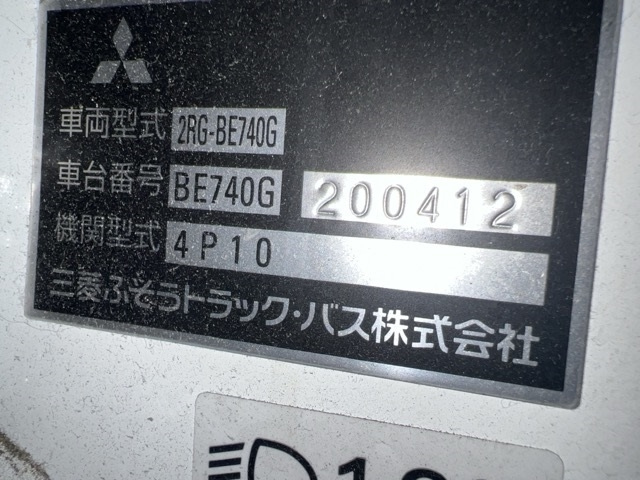 車両型式 2RG-BE740G
車台番号 BE740G 200412
機関型式 4P10
三菱ふそうトラック・バス株式会社